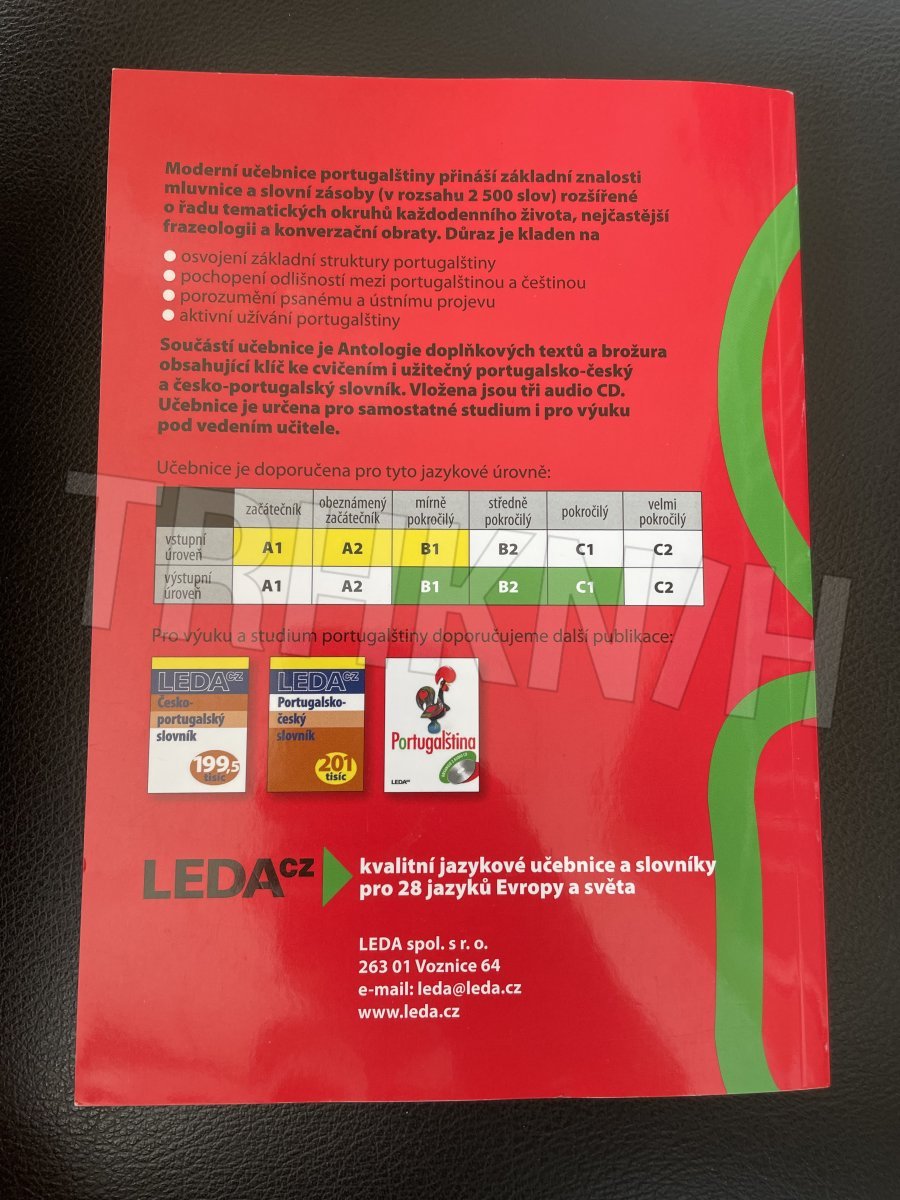 Moderní učebnice portugalštiny přináší základní znalosti
mluvnice a slovní zásoby (v rozsahu 2 500 slov) rozšířené
o řadu tematických okruhů každodenního života, nejčastější
frazeologii a konverzační obraty. Důraz je kladen na
osvojení základní struktury portugalštiny
pochopení odlišností mezi portugalštinou a češtinou
porozumění psanému a ústnímu projevu
aktivní užívání portugalštiny
Součástí učebnice je Antologie doplňkových textů a brožura
obsahující klíč ke cvičením i užitečný portugalsko-český
a česko-portugalský slovník. Vložena jsou tři audio CD.
Učebnice je určena pro samostatné studium i pro výuku
pod vedením učitele.
Učebnice je doporučena pro tyto jazykové úrovně:
začátečník obeznámený začátečník mírně pokročilý středně pokročilý pokročilý velmi pokročilý
vstupní úroveň A1 A2 B1 B2 C1 C2
výstupní úroveň A1 A2 B1 B2 C1 C2
TRHKNIH
Pro výuku a studium portugalštiny doporučujeme další publikace:
LEDA CZ
Česko-
portugalský
slovník
199,5
tisíc
LEDA CZ
Portugalsko-
český
slovník
201
tisíc
Portugalština
LEDA CZ
LEDA CZ
kvalitní jazykové učebnice a slovníky
pro 28 jazyků Evropy a světa
LEDA spol. s r. o.
263 01 Voznice 64
e-mail: leda@leda.cz
www.leda.cz